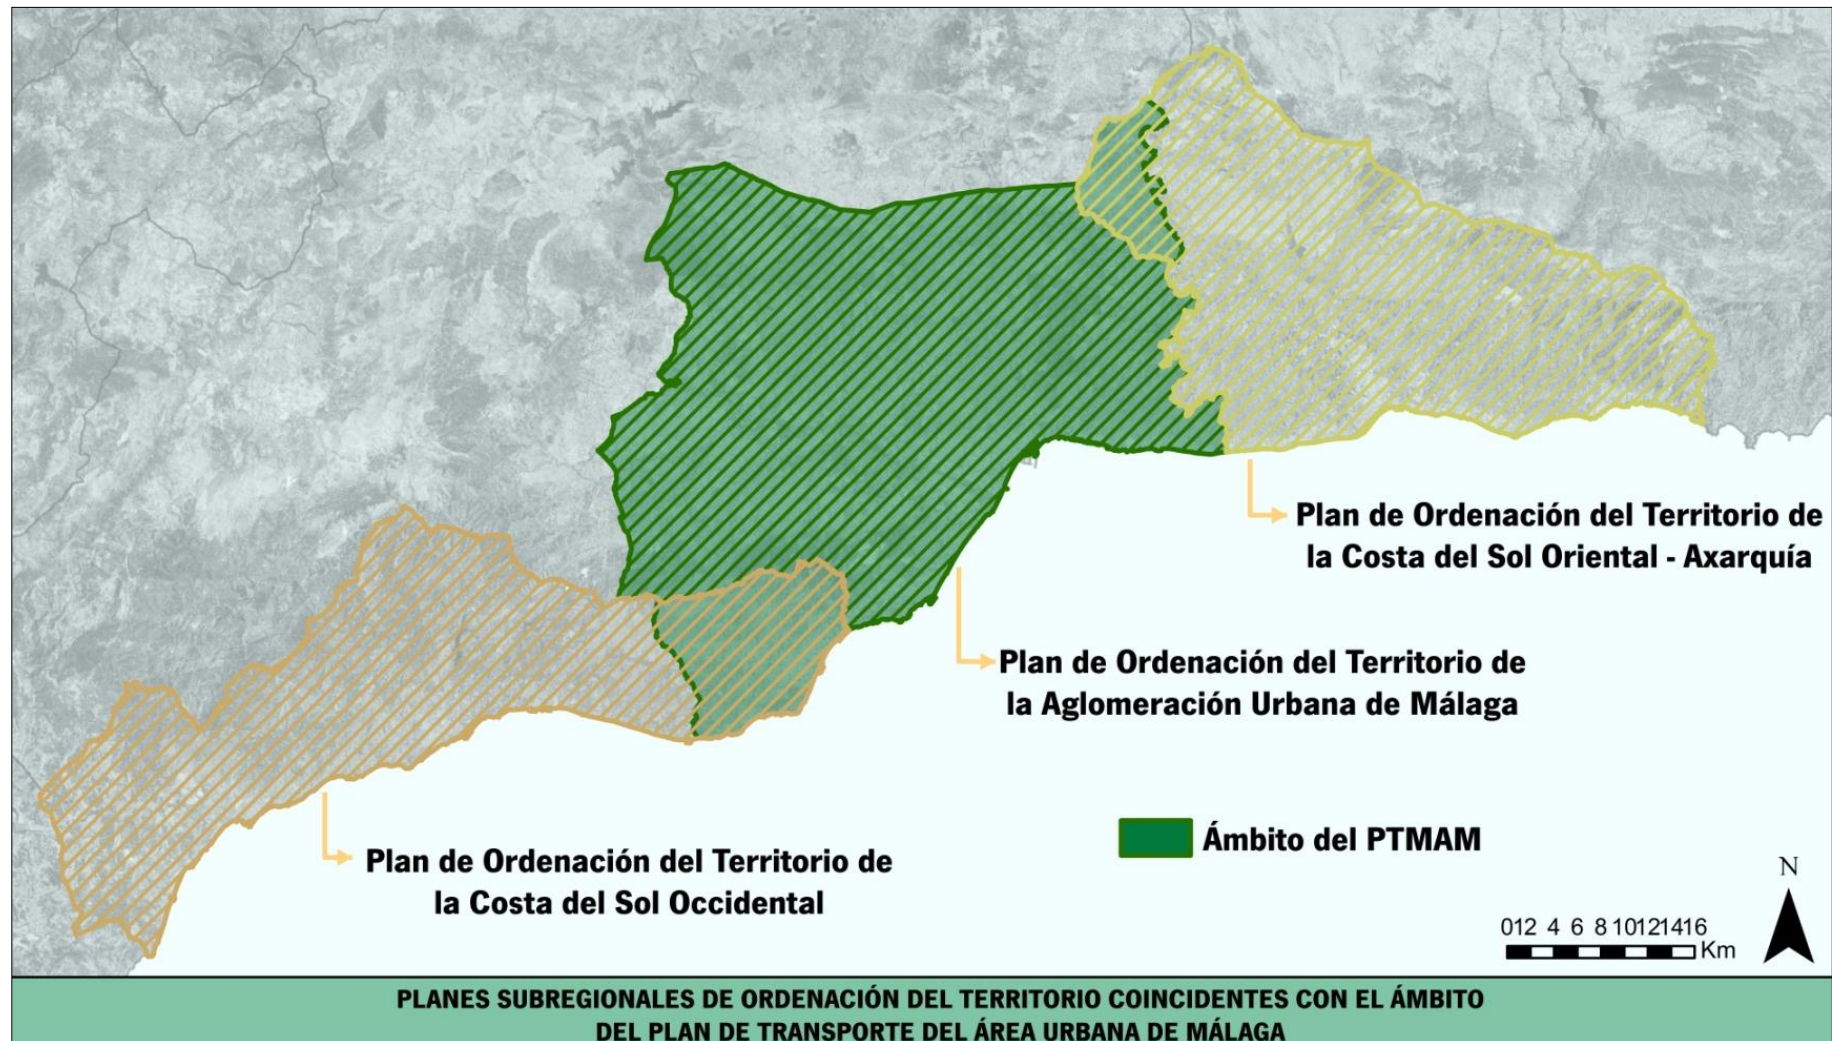 Plan de Ordenación del Territorio de
la Costa del Sol Oriental - Axarquía
Plan de Ordenación del Territorio de
la Aglomeración Urbana de Málaga
Ámbito del PTMAM
Plan de Ordenación del Territorio de
la Costa del Sol Occidental
N
012 4 6 8 10121416
Km
PLANES SUBREGIONALES DE ORDENACIÓN DEL TERRITORIO COINCIDENTES CON EL ÁMBITO
DEL PLAN DE TRANSPORTE DEL ÁREA URBANA DE MÁLAGA